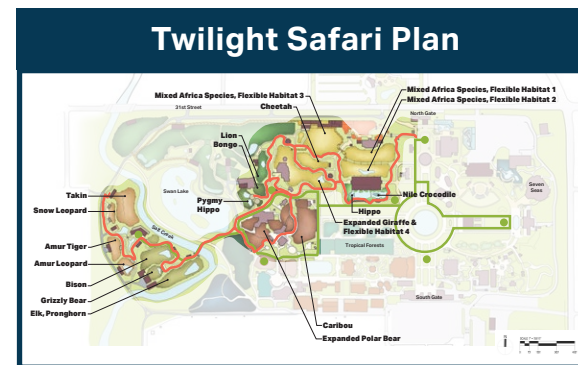 Twilight Safari Plan
Mixed Africa Species, Flexible Habitat 1
Mixed Africa Species, Flexible Habitat 2
Mixed Africa Species, Flexible Habitat 3
Cheetah
31st Street
North Gate
Lion
Bongo
Takin
Snow Leopard
Swan Lake
Pygmy
Hippo
Nile Crocodile
Hippo
Seven
Seas
Expanded Giraffe &
Flexible Habitat 4
Salt Creek
Amur Tiger
Amur Leopard
Tropical Forests
Bison
Grizzly Bear
Elk, Pronghorn
South Gate
Caribou
Expanded Polar Bear